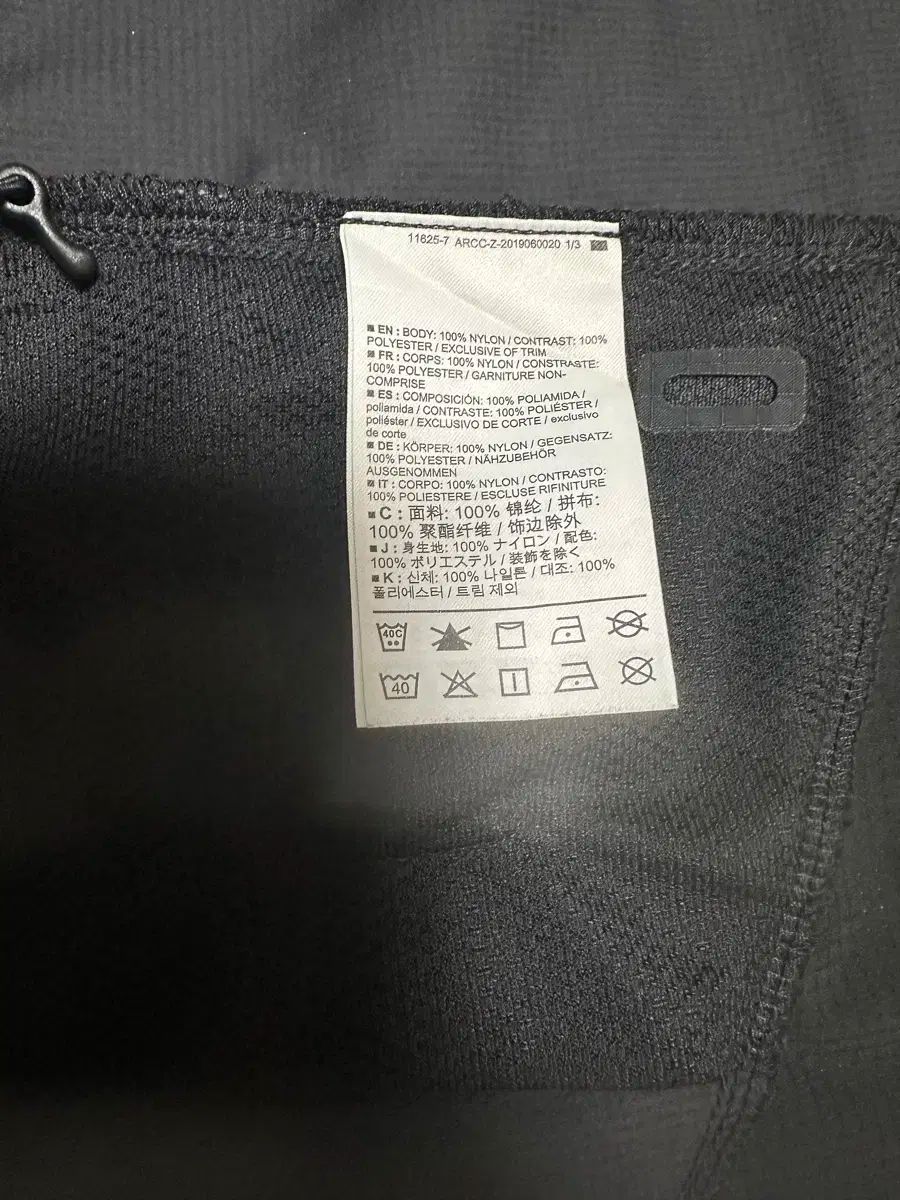 11625-7 ARCC-Z-2019060020 1/3
EN : BODY: 100% NYLON / CONTRAST: 100%
POLYESTER / EXCLUSIVE OF TRIM
FR : CORPS: 100% NYLON / CONSTRASTE:
100% POLYESTER / GARNITURE NON-
COMPRISE
ES : COMPOSICIÓN: 100% POLIAMIDA /
poliamida / CONTRASTE: 100% POLIÉSTER /
poliéster / EXCLUSIVO DE CORTE / exclusivo
de corte
DE : KÖRPER: 100% NYLON / GEGENSATZ:
100% POLYESTER / NÄHZUBEHÖR
AUSGENOMMEN
IT : CORPO: 100% NYLON / CONTRASTO:
100% POLIESTERE / ESCLUSE RIFINITURE
C : 面料: 100% 锦纶 / 拼布:
100% 聚酯纤维 / 饰边除外
J : 身生地: 100% ナイロン / 配色:
100% ポリエステル / 装飾を除く
K : 신체: 100% 나일론 / 대조: 100%
폴리에스터 / 트림 제외
40C
40